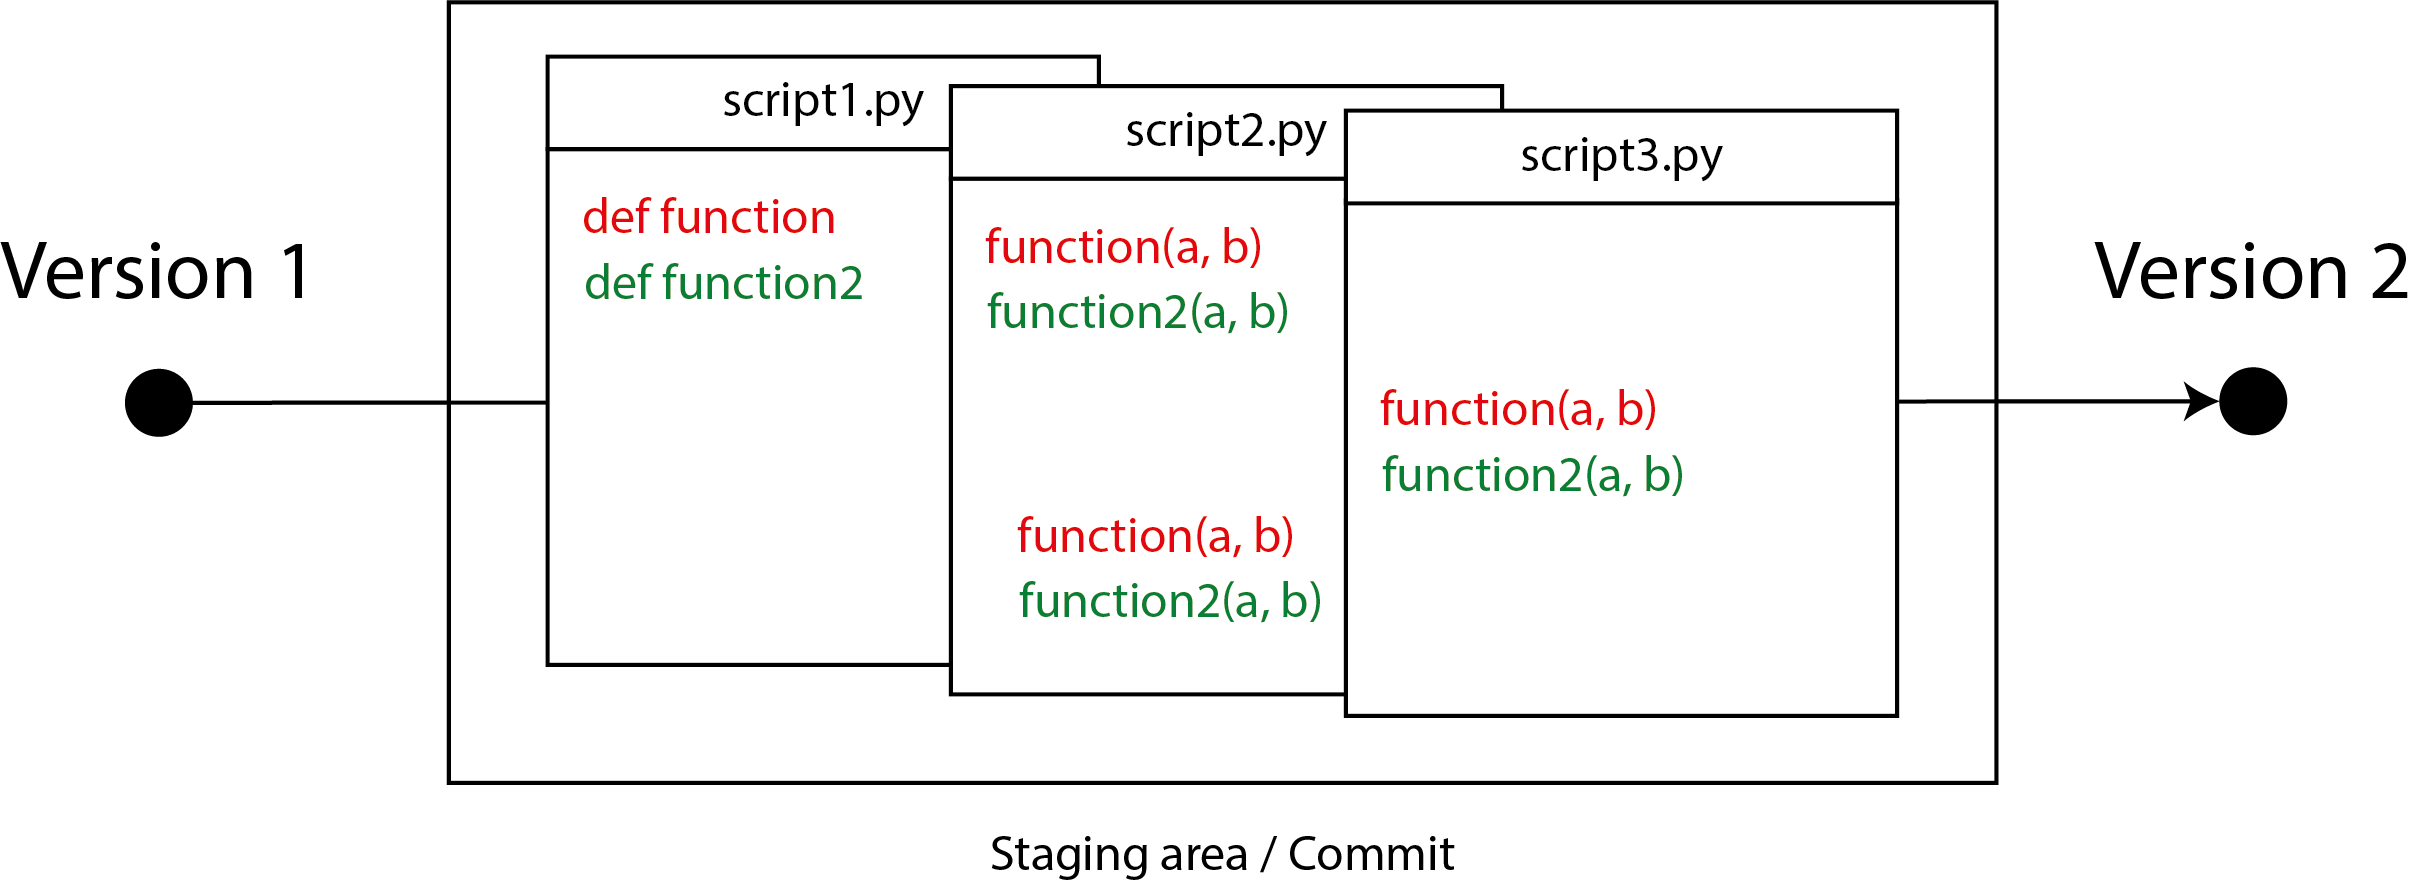 Version 1
script1.py
def function
def function2
script2.py
function(a, b)
function2(a, b)
function(a, b)
function2(a, b)
script3.py
function(a, b)
function2(a, b)
Version 2
Staging area / Commit